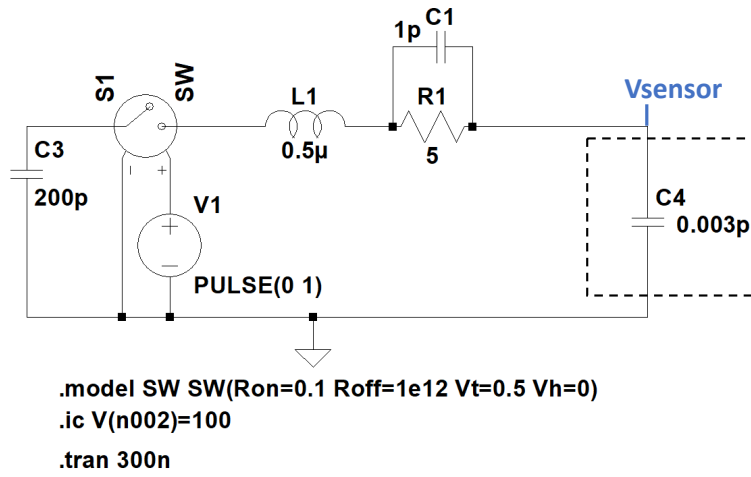 C1
1p
S1
SW
L1
R1
Vsensor
0.5µ
5
C3
200p
V1
C4
0.003p
PULSE(0 1)
.model SW SW(Ron=0.1 Roff=1e12 Vt=0.5 Vh=0)
.ic V(n002)=100
.tran 300n